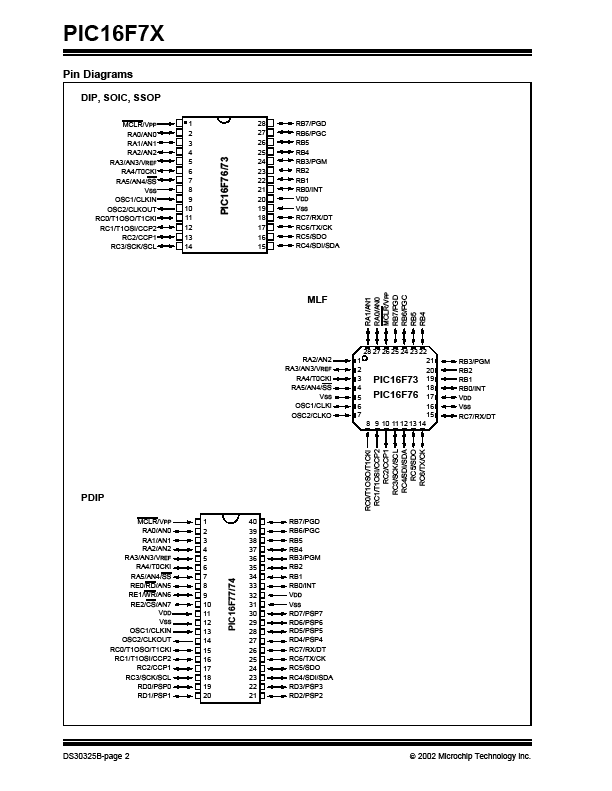 PIC16F7X
Pin Diagrams
DIP, SOIC, SSOP
MCLR/VPP 1 28 RB7/PGD
RA0/AN0 2 27 RB6/PGC
RA1/AN1 3 26 RB5
RA2/AN2 4 25 RB4
RA3/AN3/VREF 5 24 RB3/PGM
RA4/T0CKI 6 23 RB2
RA5/AN4/SS 7 22 RB1
VSS 8 21 RB0/INT
OSC1/CLKIN 9 20 VDD
OSC2/CLKOUT 10 19 VSS
RC0/T1OSO/T1CKI 11 18 RC7/RX/DT
RC1/T1OSI/CCP2 12 17 RC6/TX/CK
RC2/CCP1 13 16 RC5/SDO
RC3/SCK/SCL 14 15 RC4/SDI/SDA
PIC16F76/73
MLF
RA1/AN1
RA0/AN0
MCLR/VPP
RB7/PGD
RB6/PGC
RB5
RB4
28 27 26 25 24 23 22
RA2/AN2 1 21 RB3/PGM
RA3/AN3/VREF 2 20 RB2
RA4/T0CKI 3 19 RB1
RA5/AN4/SS 4 18 RB0/INT
VSS 5 17 VDD
OSC1/CLKI 6 16 VSS
OSC2/CLKO 7 15 RC7/RX/DT
PIC16F73
PIC16F76
8 9 10 11 12 13 14
RC0/T1OSO/T1CKI
RC1/T1OSI/CCP2
RC2/CCP1
RC3/SCK/SCL
RC4/SDI/SDA
RC5/SDO
RC6/TX/CK
PDIP
MCLR/VPP 1 40 RB7/PGD
RA0/AN0 2 39 RB6/PGC
RA1/AN1 3 38 RB5
RA2/AN2 4 37 RB4
RA3/AN3/VREF 5 36 RB3/PGM
RA4/T0CKI 6 35 RB2
RA5/AN4/SS 7 34 RB1
RE0/RD/AN5 8 33 RB0/INT
RE1/WR/AN6 9 32 VDD
RE2/CS/AN7 10 31 VSS
VDD 11 30 RD7/PSP7
VSS 12 29 RD6/PSP6
OSC1/CLKIN 13 28 RD5/PSP5
OSC2/CLKOUT 14 27 RD4/PSP4
RC0/T1OSO/T1CKI 15 26 RC7/RX/DT
RC1/T1OSI/CCP2 16 25 RC6/TX/CK
RC2/CCP1 17 24 RC5/SDO
RC3/SCK/SCL 18 23 RC4/SDI/SDA
RD0/PSP0 19 22 RD3/PSP3
RD1/PSP1 20 21 RD2/PSP2
PIC16F77/74
DS30325B-page 2
© 2002 Microchip Technology Inc.